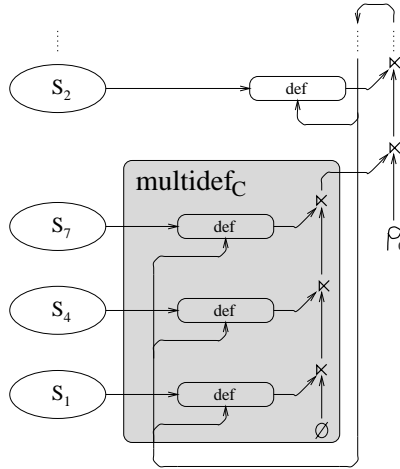 S2 def
multidefC
S7 def
ρ
S4 def
S1 def
∅